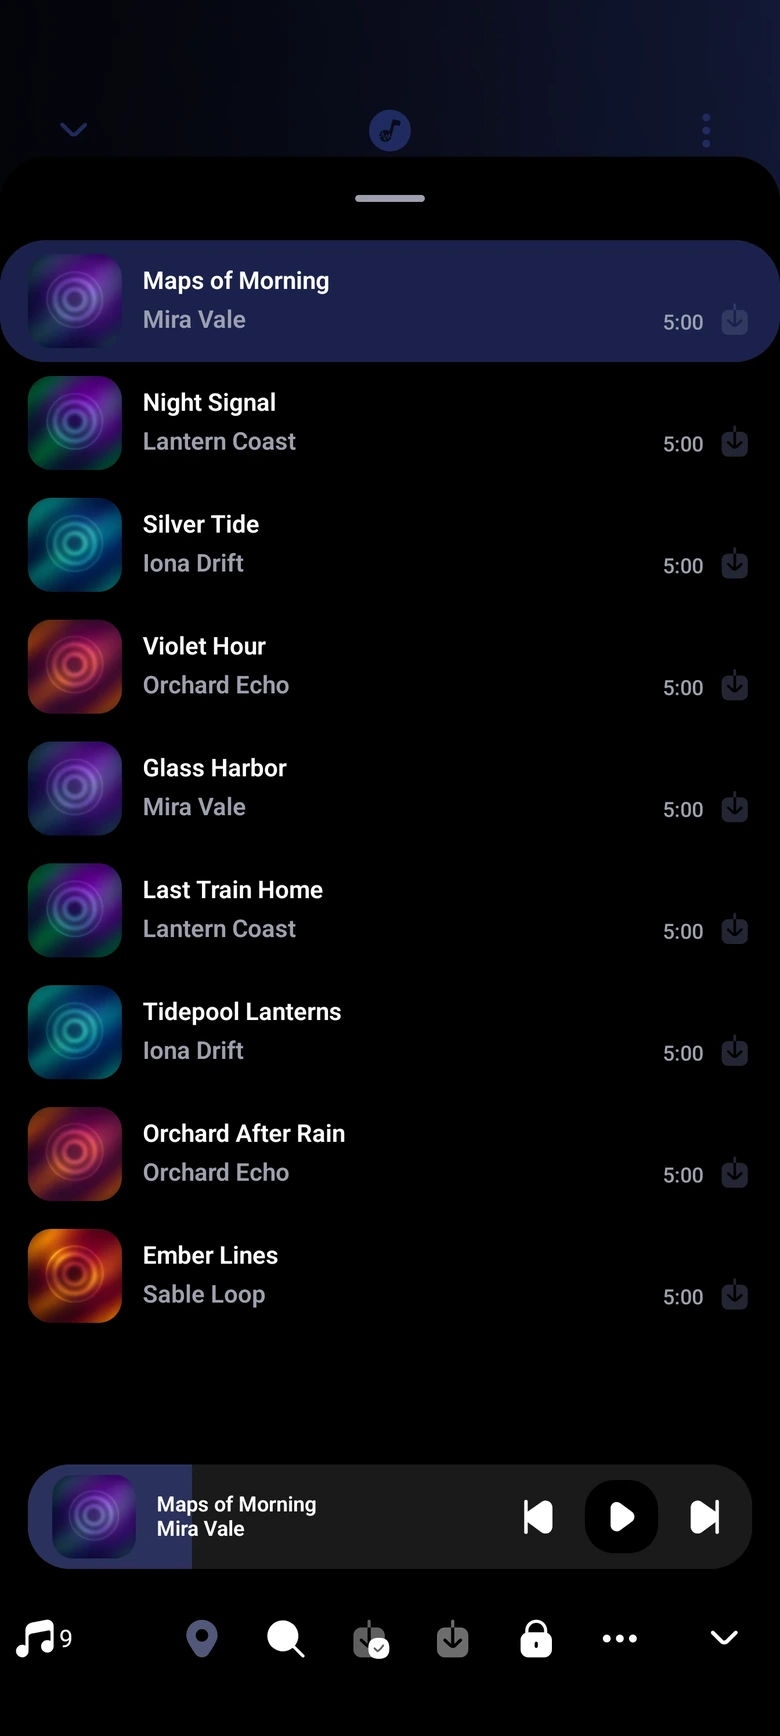 Maps of Morning
Mira Vale
5:00
Night Signal
Lantern Coast
5:00
Silver Tide
Iona Drift
5:00
Violet Hour
Orchard Echo
5:00
Glass Harbor
Mira Vale
5:00
Last Train Home
Lantern Coast
5:00
Tidepool Lanterns
Iona Drift
5:00
Orchard After Rain
Orchard Echo
5:00
Ember Lines
Sable Loop
5:00
Maps of Morning
Mira Vale
9